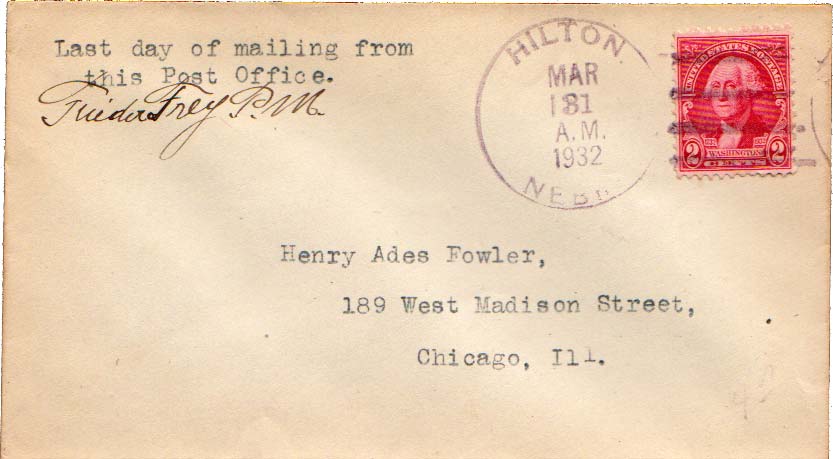 Last day of mailing from
this Post Office.
Frieda Frey P.M.
HILTON
MAR
31
A.M.
1932
NEBR.
UNITED STATES POSTAGE
WASHINGTON
2 CENTS 2
Henry Ades Fowler,
189 West Madison Street,
Chicago, Ill.